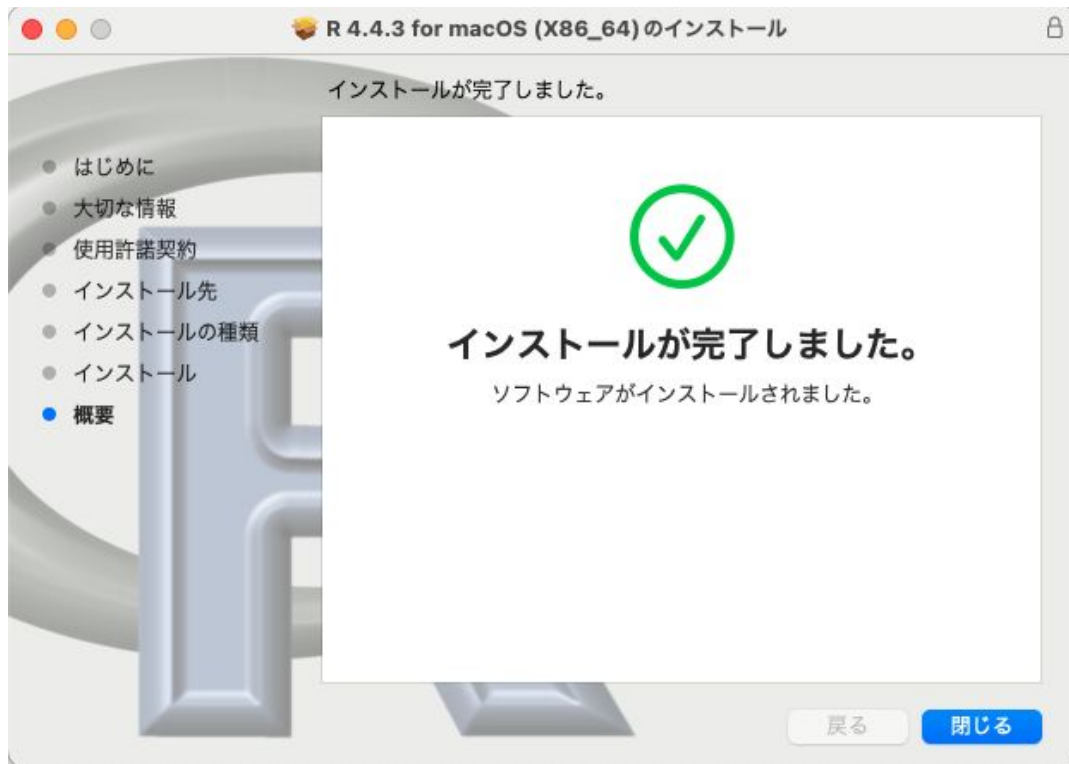 R 4.4.3 for macOS (X86_64)のインストール
インストールが完了しました。
はじめに
大切な情報
使用許諾契約
インストール先
インストールの種類
インストール
概要
インストールが完了しました。
ソフトウェアがインストールされました。
戻る
閉じる